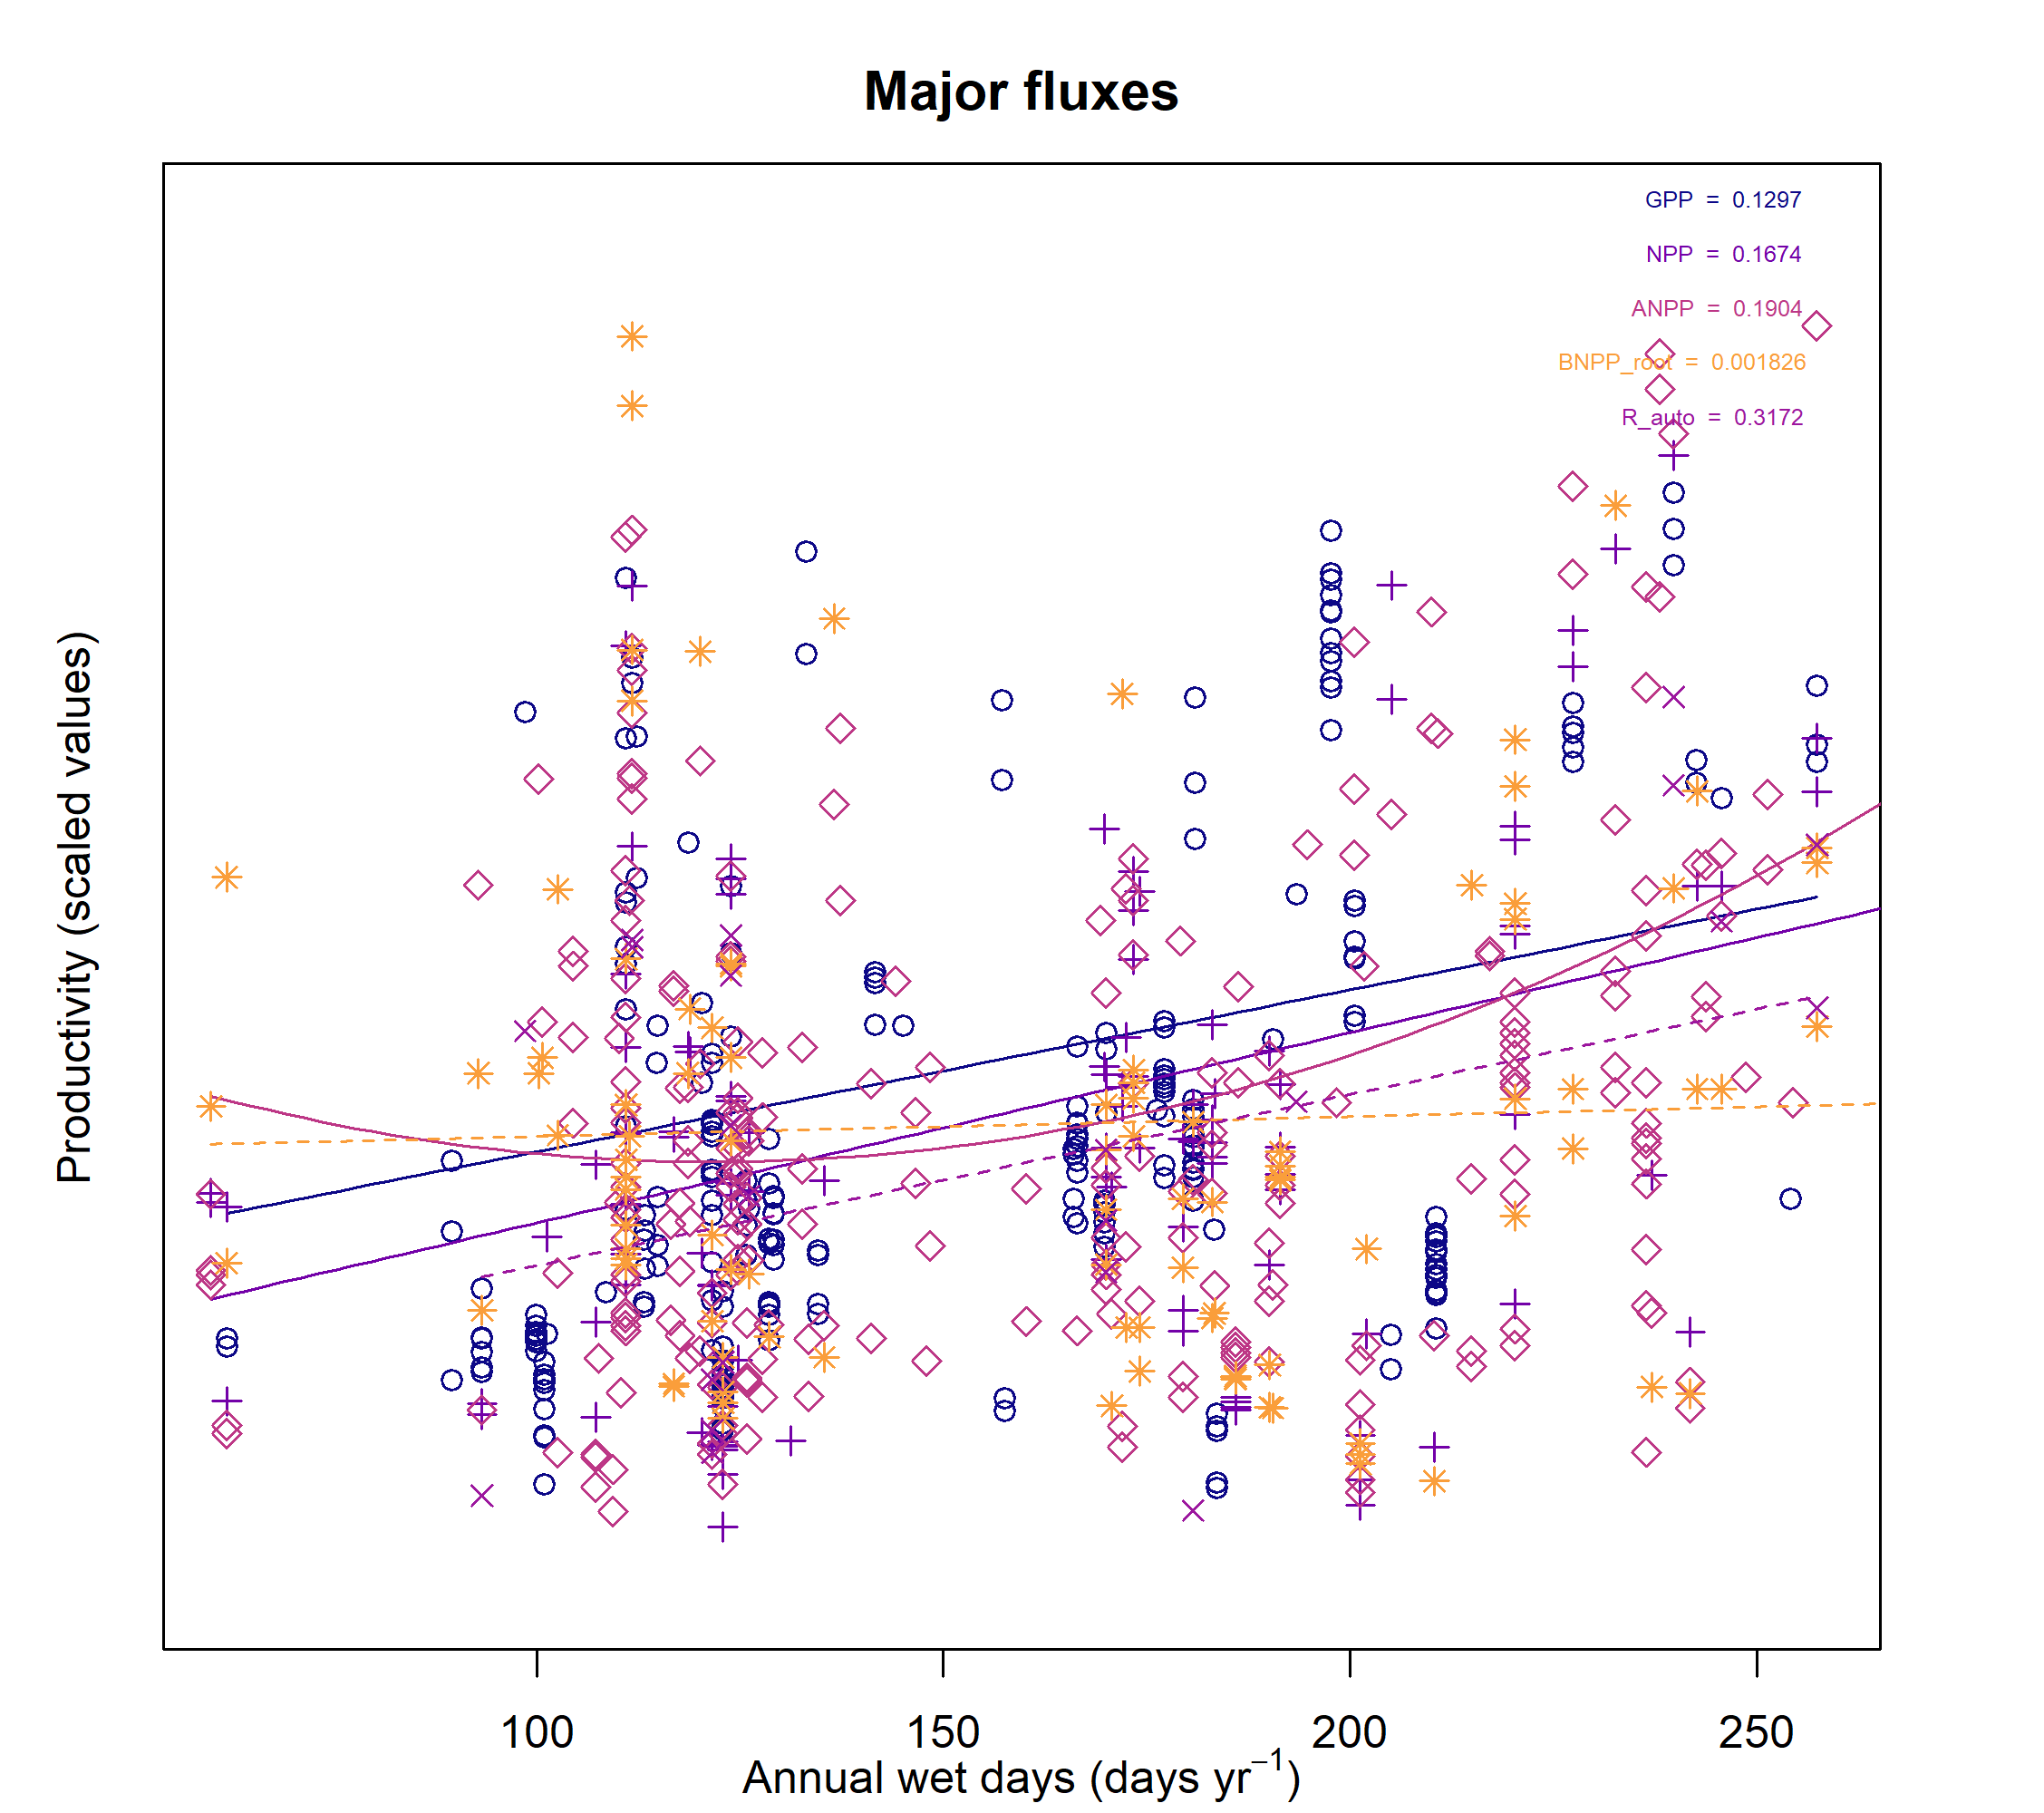 Major fluxes
GPP = 0.1297
NPP = 0.1674
ANPP = 0.1904
BNPP_root = 0.001826
R_auto = 0.3172
Productivity (scaled values)
100 150 200 250
Annual wet days (days yr⁻¹)